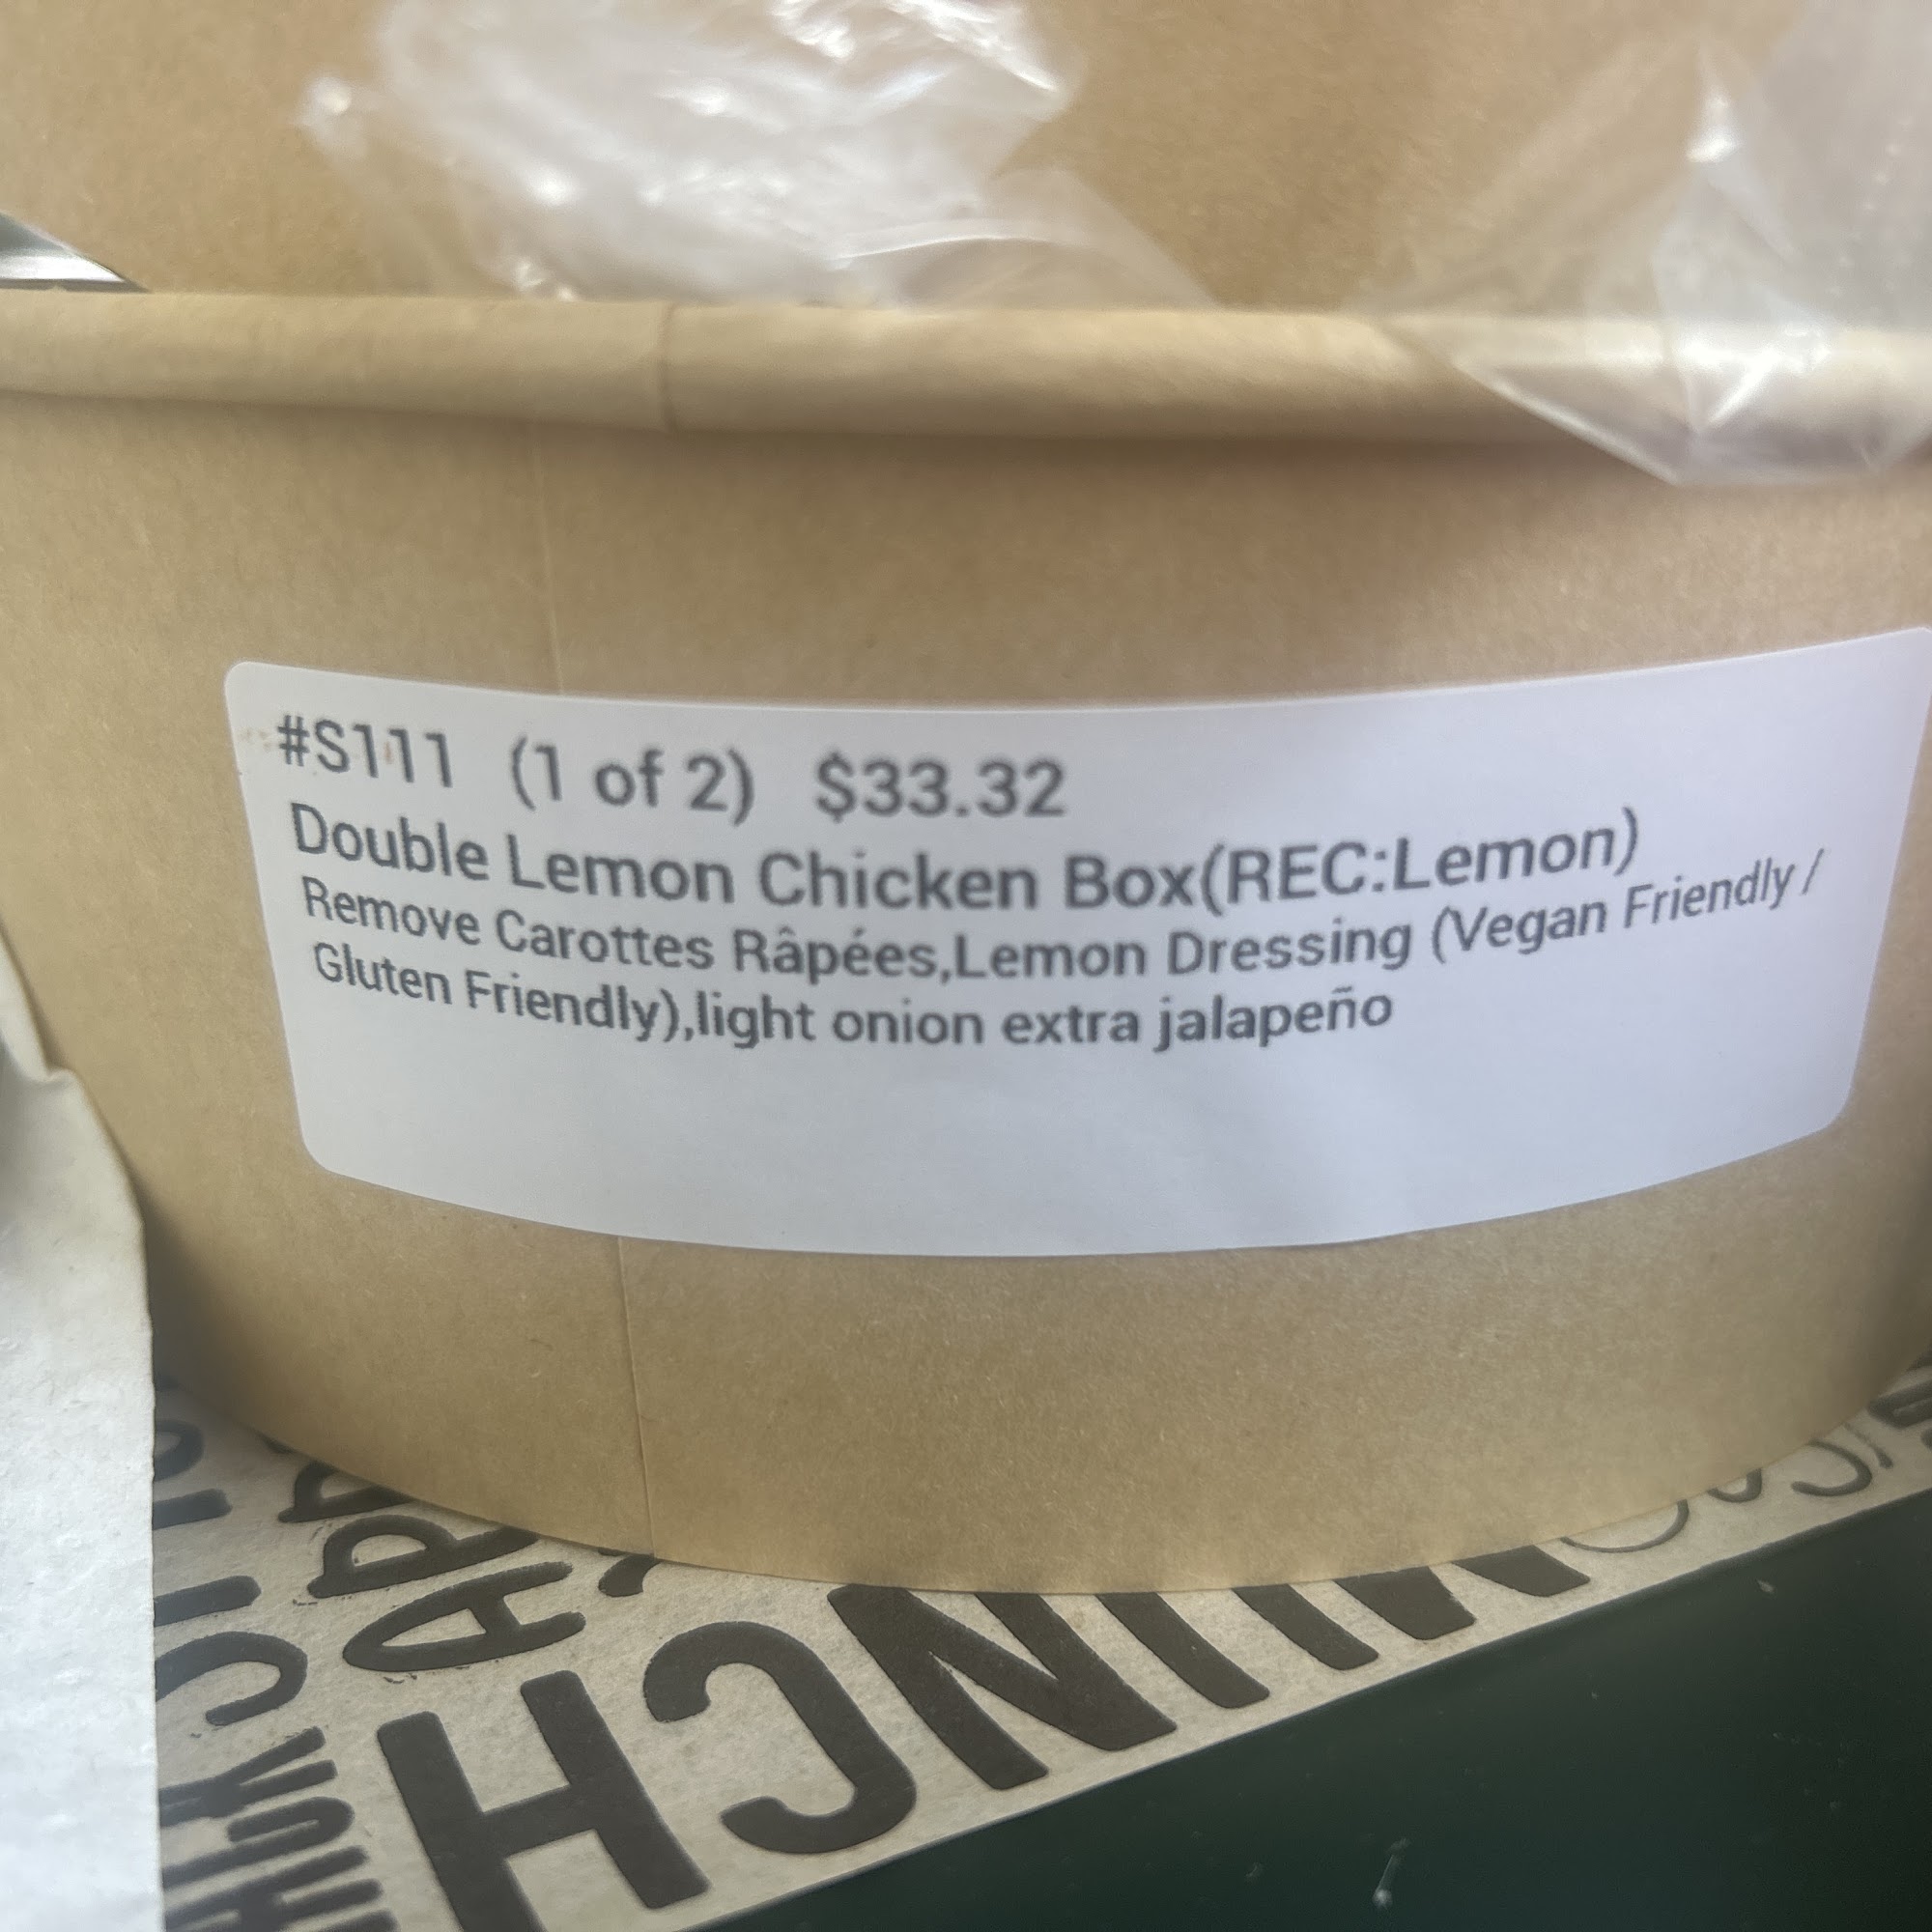 #S111 (1 of 2) $33.32
Double Lemon Chicken Box(REC:Lemon)
Remove Carottes Râpées,Lemon Dressing (Vegan Friendly /
Gluten Friendly),light onion extra jalapeño
MUNCH